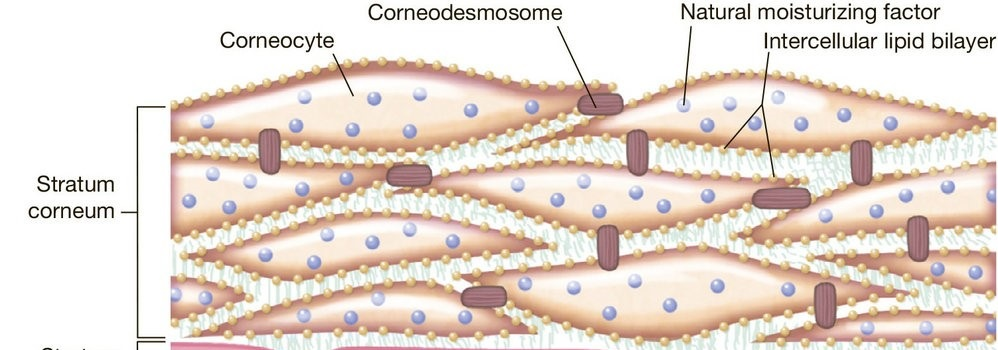 Corneodesmosome
Natural moisturizing factor
Corneocyte
Intercellular lipid bilayer
Stratum
corneum